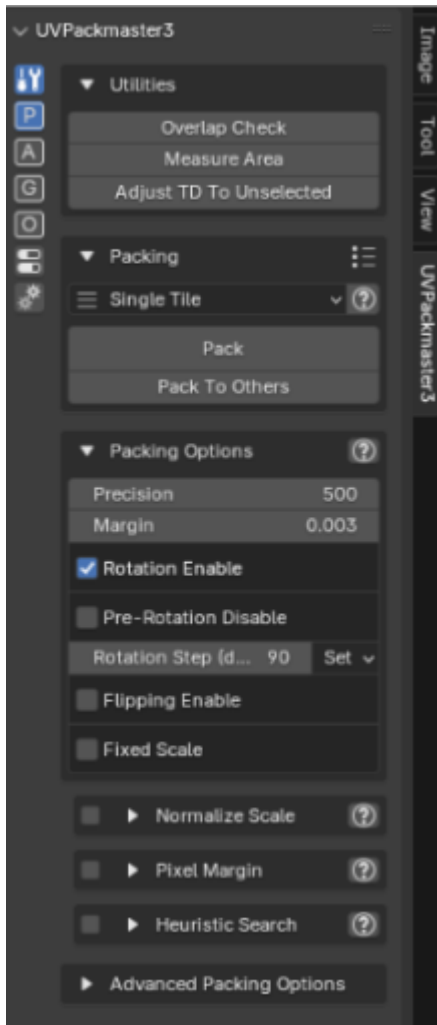 UVPackmaster3
Utilities
Overlap Check
Measure Area
Adjust TD To Unselected
P
A
G
O
Packing
Single Tile ?
Pack
Pack To Others
Packing Options ?
Precision 500
Margin 0.003
Rotation Enable
Pre-Rotation Disable
Rotation Step (d... 90 Set
Flipping Enable
Fixed Scale
Normalize Scale ?
Pixel Margin ?
Heuristic Search ?
Advanced Packing Options
Image
Tool
View
UVPackmaster3